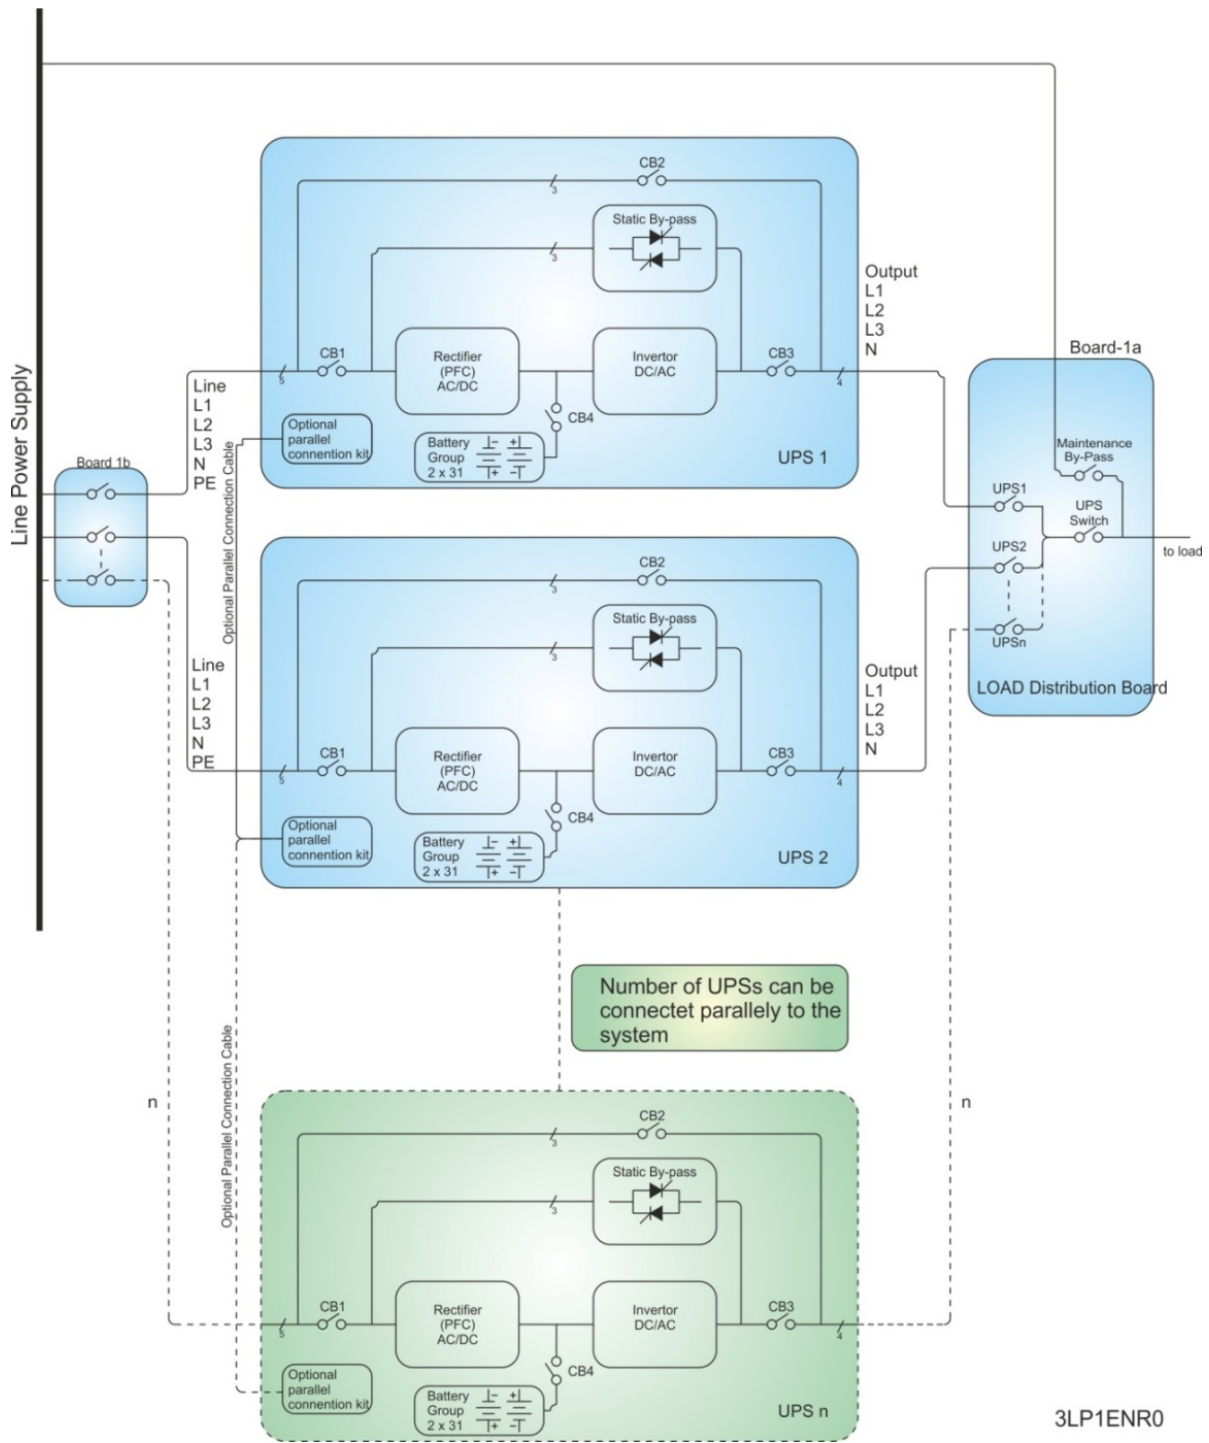 Line Power Supply
Board 1b
Line
L1
L2
L3
N
PE
Optional Parallel Connection Cable
CB2
3
Static By-pass
3
5
CB1
Rectifier
(PFC)
AC/DC
Invertor
DC/AC
CB3
4
CB4
Optional
parallel
conention kit
Battery
Group
2 x 31
UPS 1
Output
L1
L2
L3
N
Board-1a
Maintenance
By-Pass
UPS1
UPS
Switch
UPS2
to load
UPSn
LOAD Distribution Board
Line
L1
L2
L3
N
PE
CB2
3
Static By-pass
3
5
CB1
Rectifier
(PFC)
AC/DC
Invertor
DC/AC
CB3
4
CB4
Optional
parallel
connention kit
Battery
Group
2 x 31
UPS 2
Output
L1
L2
L3
N
Number of UPSs can be
connectet parallely to the
system
Optional Parallel Connection Cable
n
n
CB2
3
Static By-pass
3
5
CB1
Rectifier
(PFC)
AC/DC
Invertor
DC/AC
CB3
4
CB4
Optional
parallel
connention kit
Battery
Group
2 x 31
UPS n
3LP1ENR0